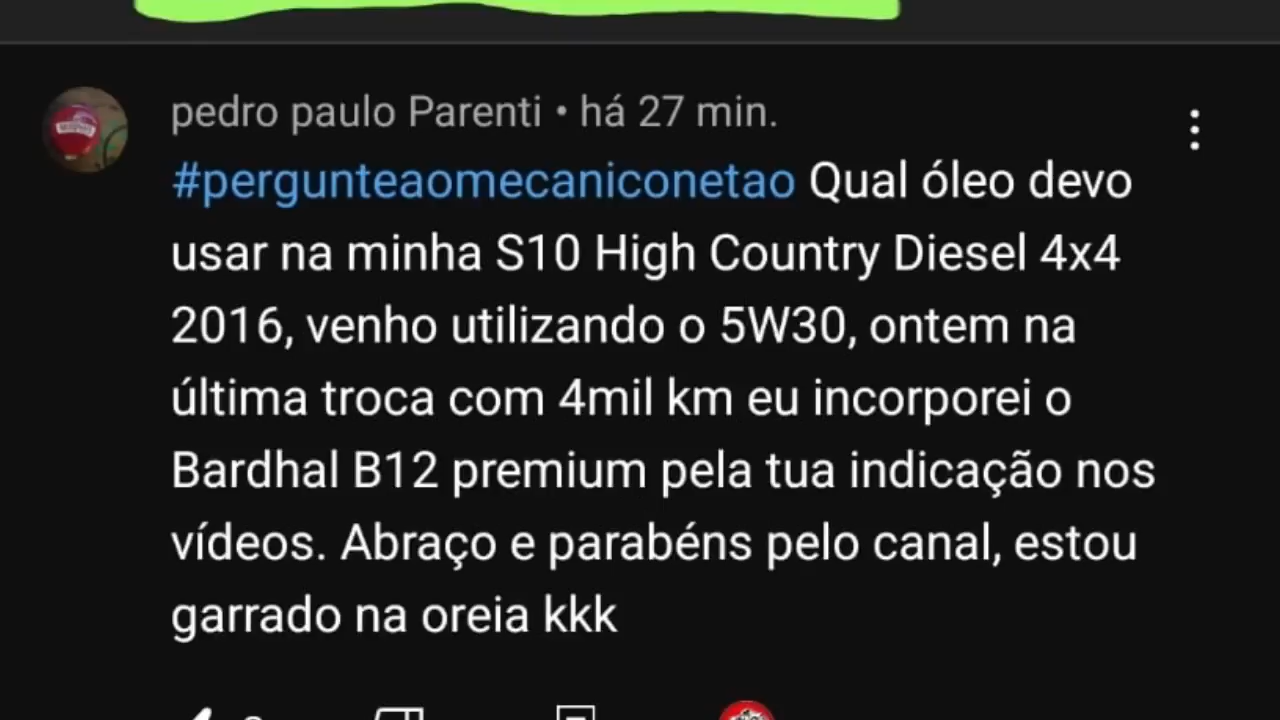 pedro paulo Parenti • há 27 min.
#pergunteaomecaniconetao Qual óleo devo
usar na minha S10 High Country Diesel 4x4
2016, venho utilizando o 5W30, ontem na
última troca com 4mil km eu incorporei o
Bardhal B12 premium pela tua indicação nos
vídeos. Abraço e parabéns pelo canal, estou
garrado na oreia kkk